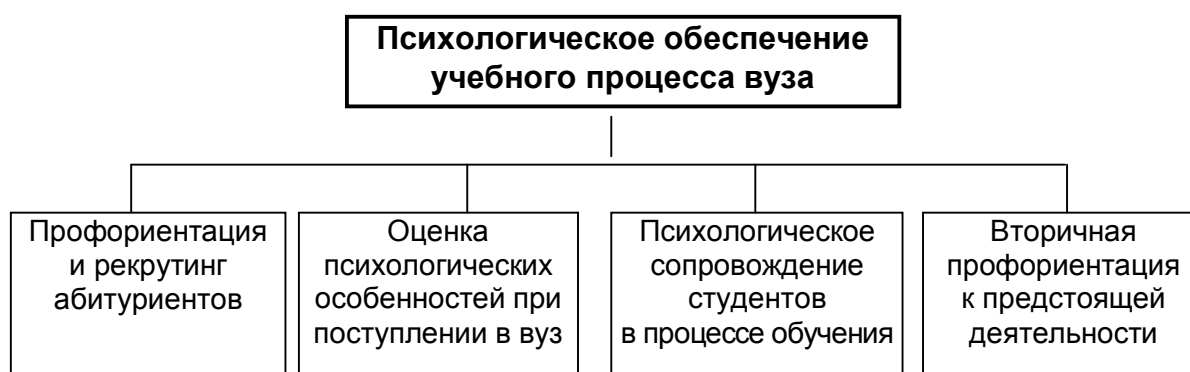 Психологическое обеспечение
учебного процесса вуза
Профориентация
и рекрутинг
абитуриентов
Оценка
психологических
особенностей при
поступлении в вуз
Психологическое
сопровождение
студентов
в процессе обучения
Вторичная
профориентация
к предстоящей
деятельности